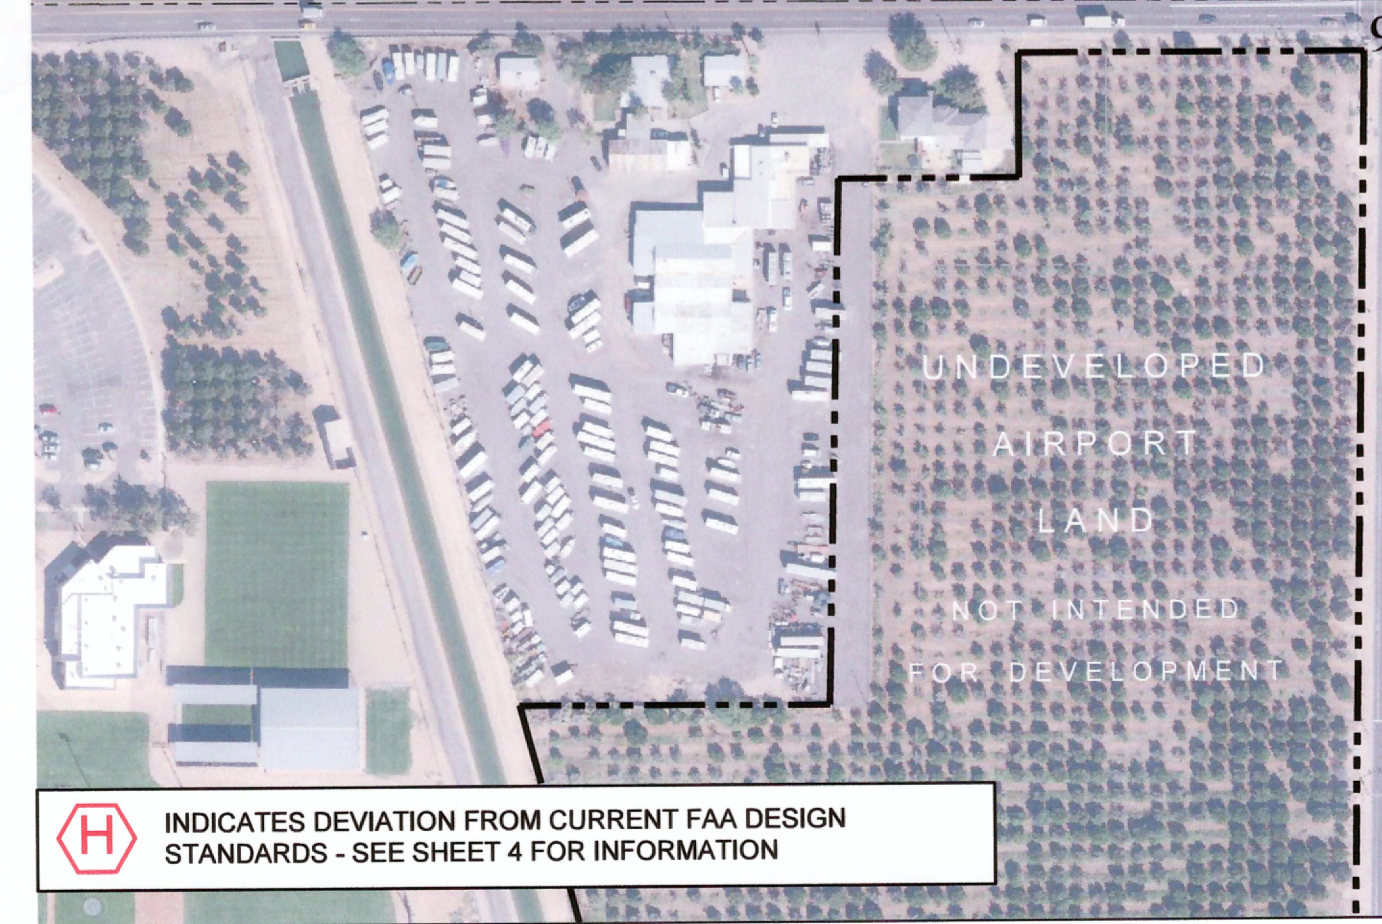 9
UNDEVELOPED
AIRPORT
LAND
NOT INTENDED
FOR DEVELOPMENT
H
INDICATES DEVIATION FROM CURRENT FAA DESIGN
STANDARDS - SEE SHEET 4 FOR INFORMATION